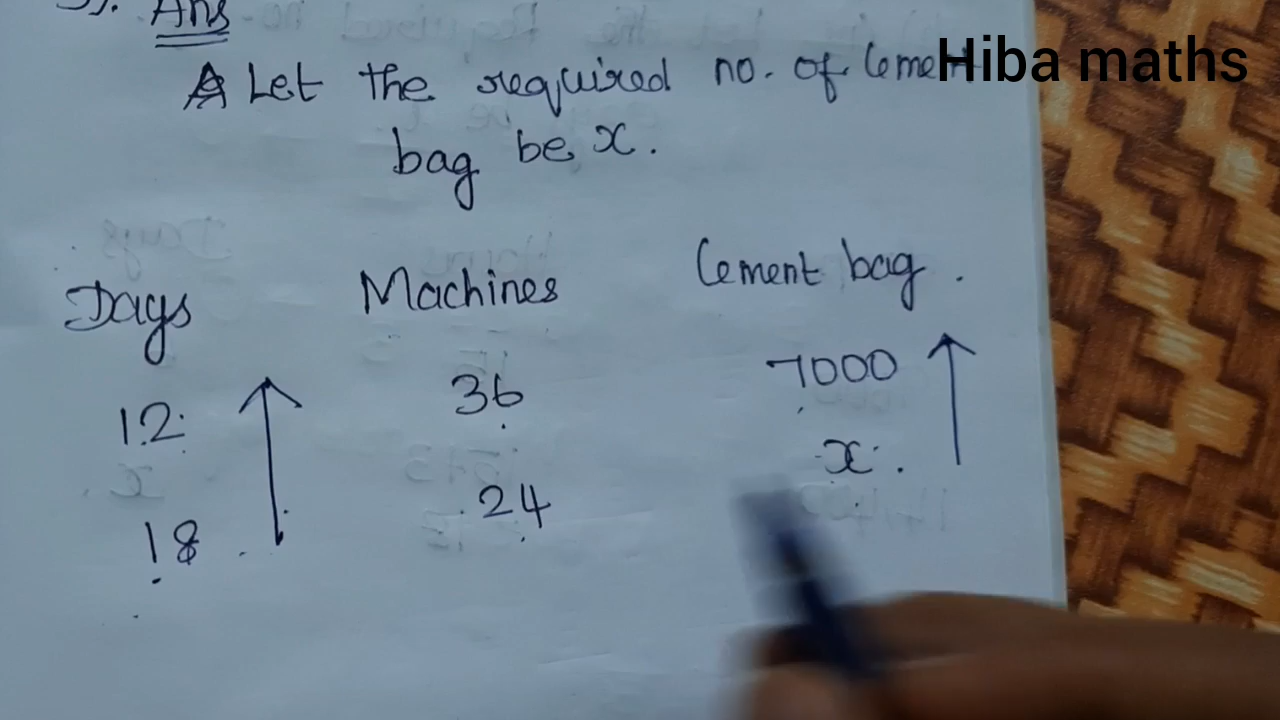 Ans
Let the required no. of Cement
Hiba maths
bag be x.
Days Machines Cement bag.
12 36 7000
18 24 x.